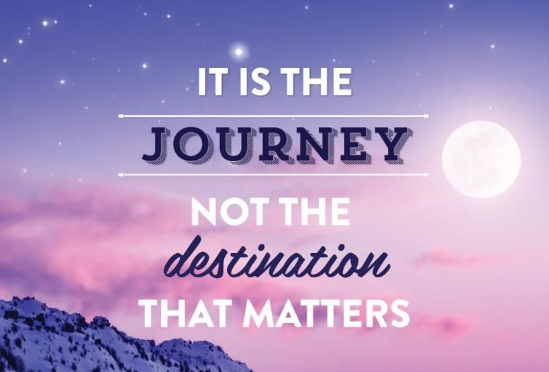 IT IS THE
JOURNEY
NOT THE
destination
THAT MATTERS